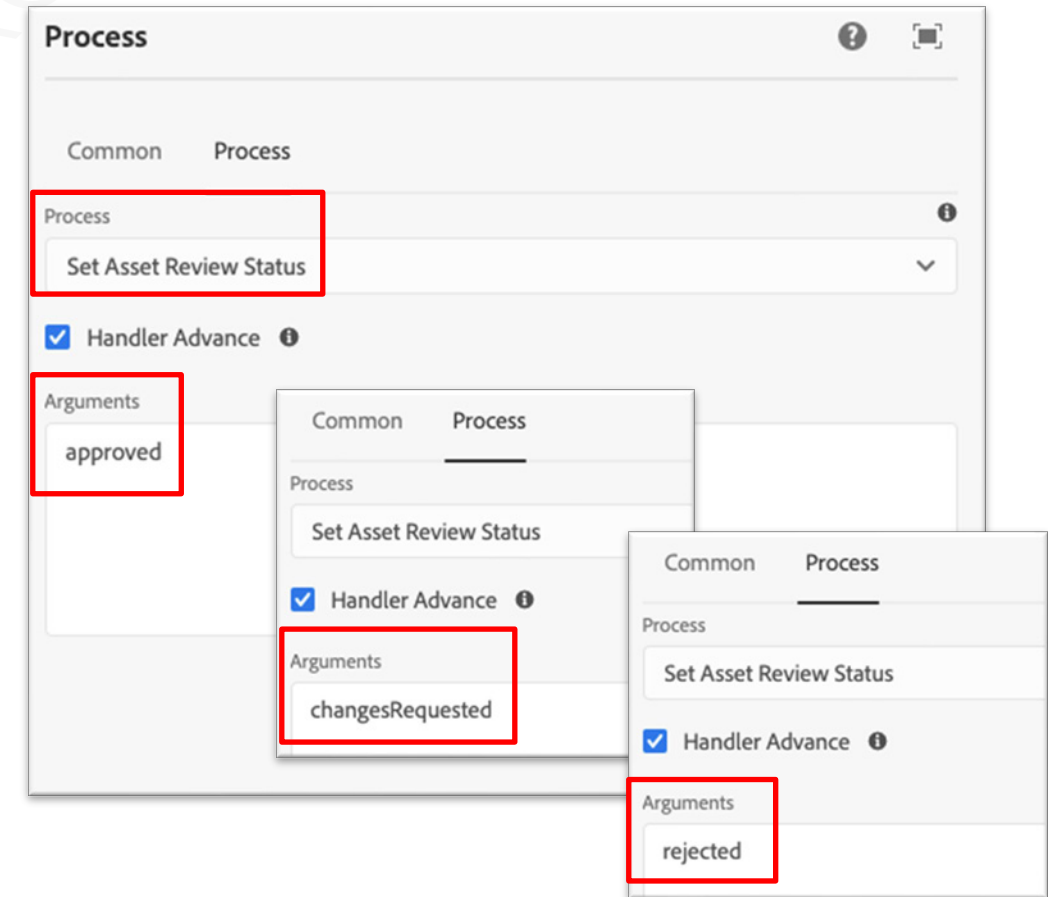 Process
Common Process
Process
Set Asset Review Status
Handler Advance
Arguments
approved
Common Process
Process
Set Asset Review Status
Handler Advance
Arguments
changesRequested
Common Process
Process
Set Asset Review Status
Handler Advance
Arguments
rejected